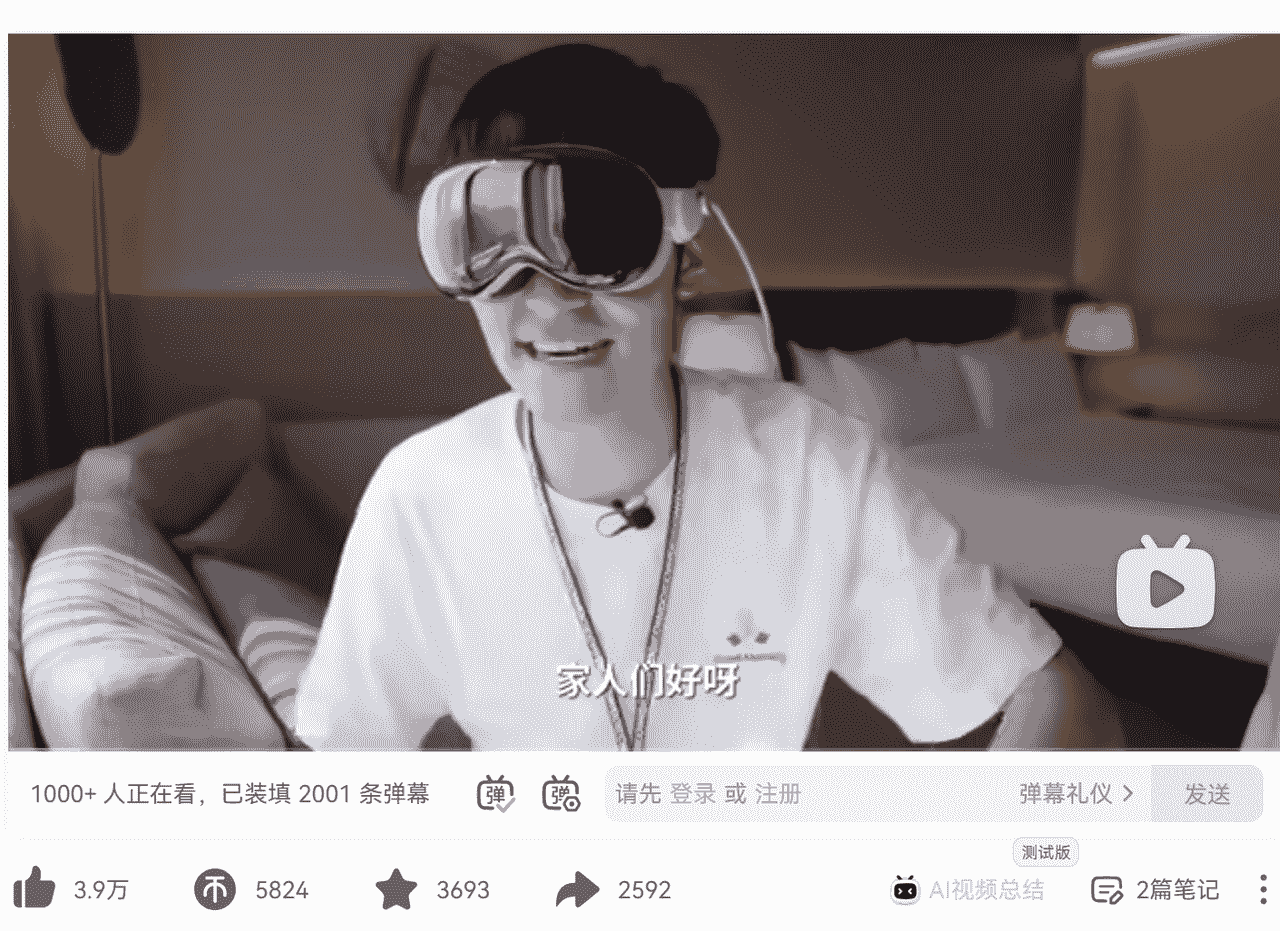 家人们好呀
1000+ 人正在看，已装填 2001 条弹幕
弹
弹
请先 登录 或 注册
弹幕礼仪
发送
测试版
3.9万
5824
3693
2592
AI视频总结
2篇笔记